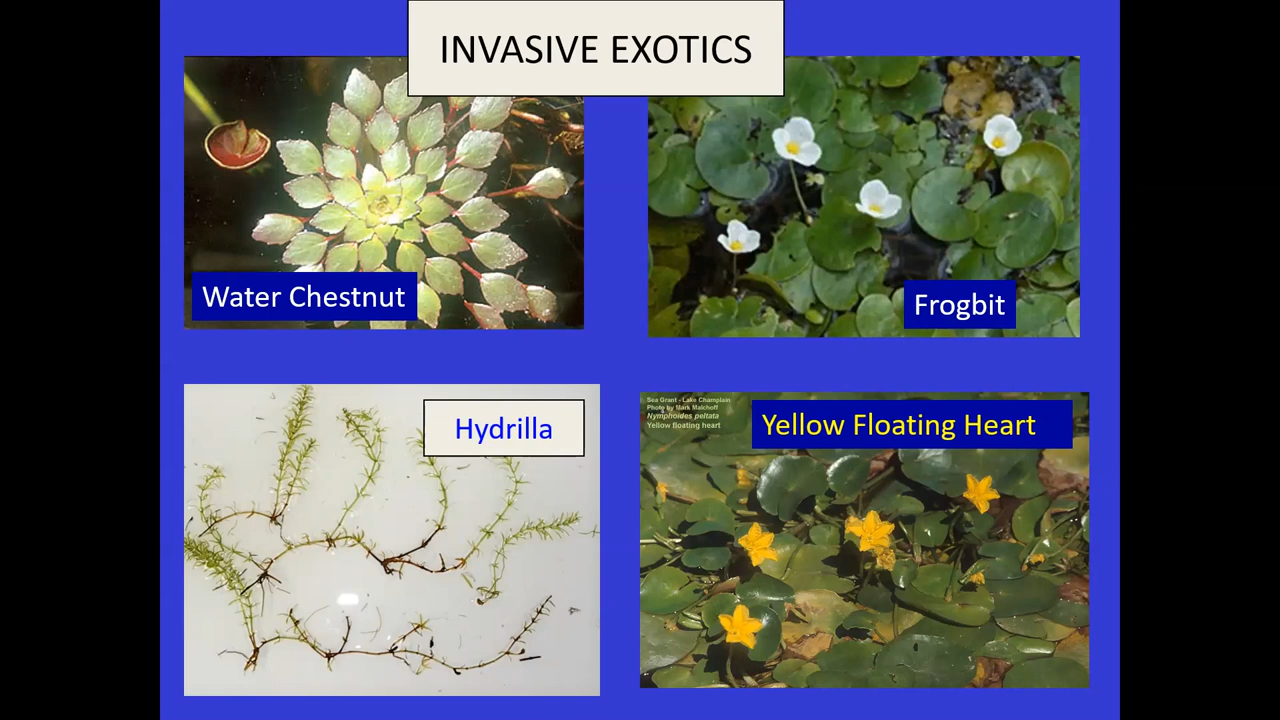 INVASIVE EXOTICS
Water Chestnut
Frogbit
Hydrilla
Sea Grant - Lake Champlain
Photo by Mark Malchoff
Nymphoides peltata
Yellow floating heart
Yellow Floating Heart